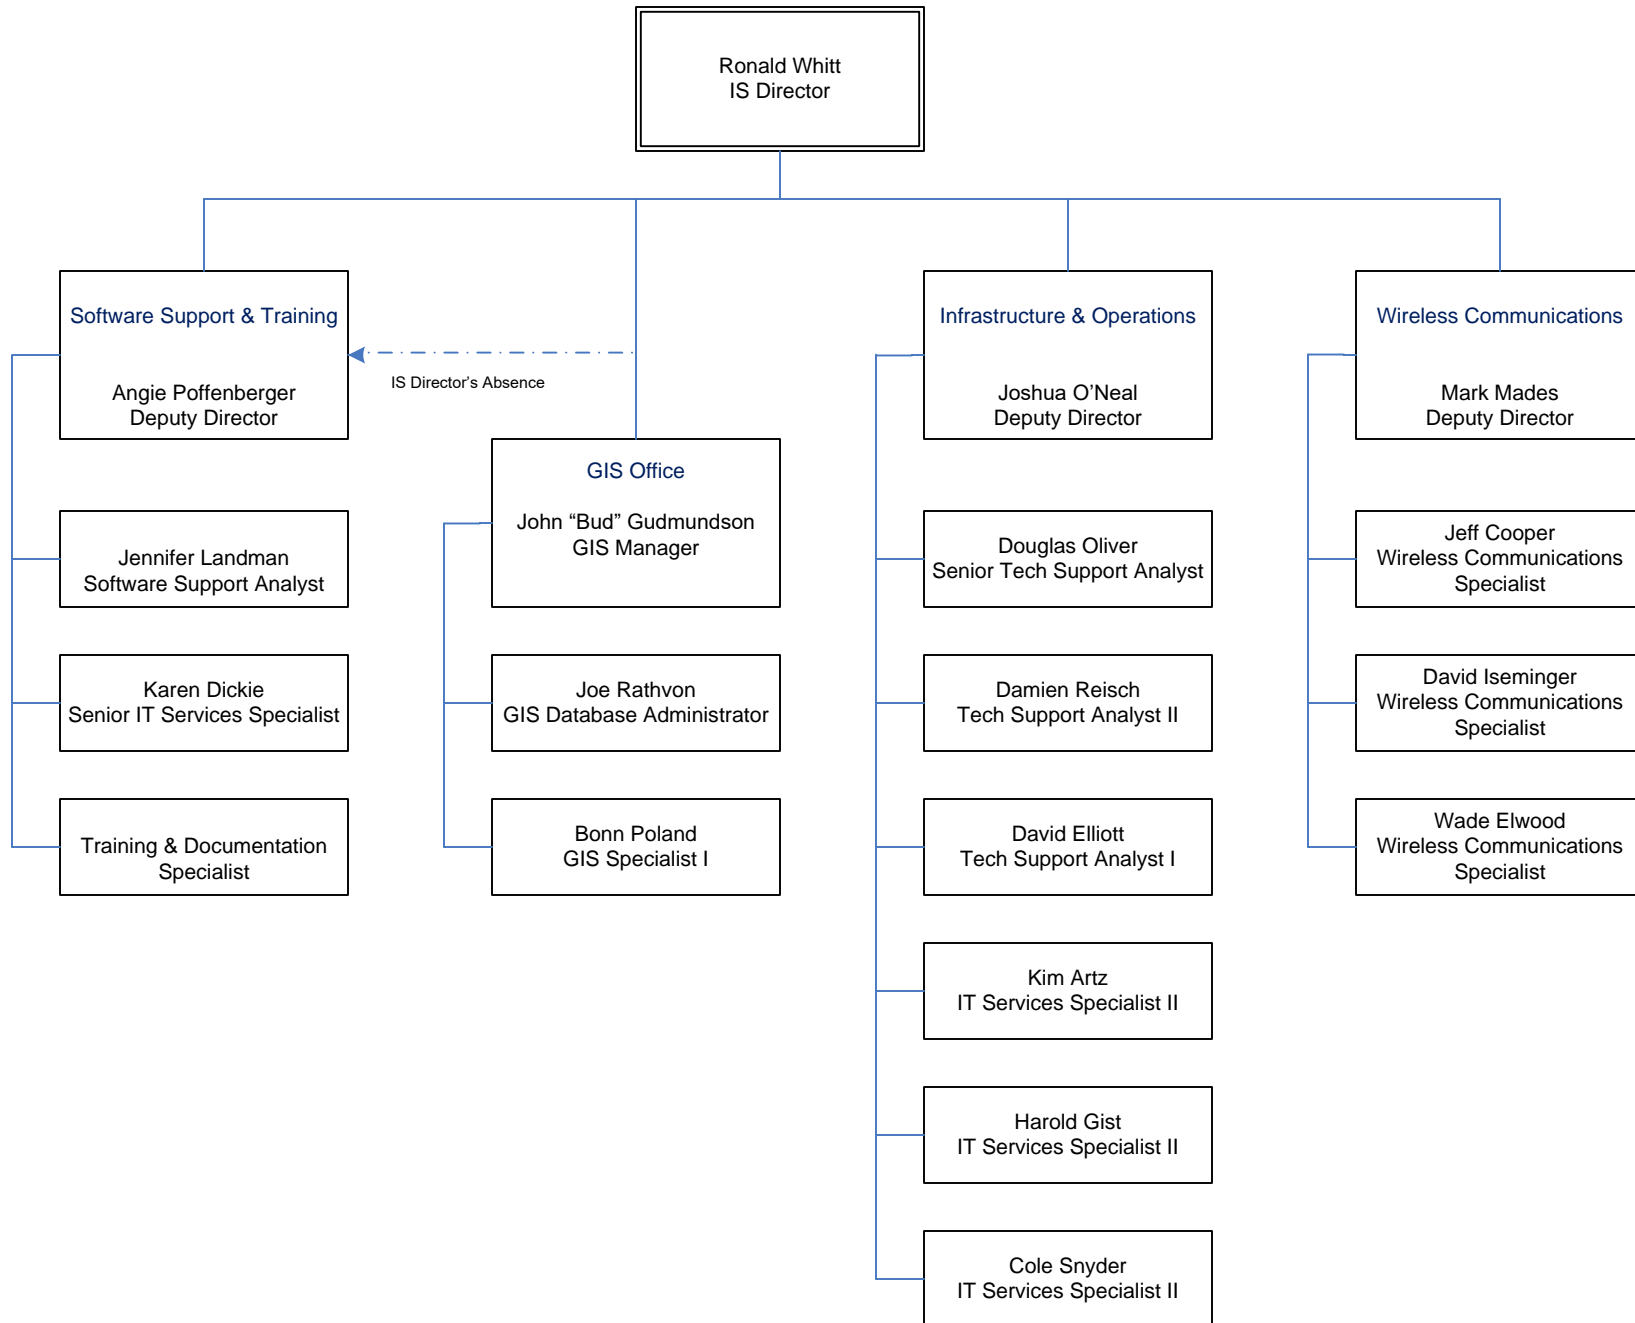 Ronald Whitt
IS Director
Software Support & Training
Angie Poffenberger
Deputy Director
IS Director's Absence
Jennifer Landman
Software Support Analyst
Karen Dickie
Senior IT Services Specialist
Training & Documentation
Specialist
GIS Office
John “Bud” Gudmundson
GIS Manager
Joe Rathvon
GIS Database Administrator
Bonn Poland
GIS Specialist I
Infrastructure & Operations
Joshua O’Neal
Deputy Director
Douglas Oliver
Senior Tech Support Analyst
Damien Reisch
Tech Support Analyst II
David Elliott
Tech Support Analyst I
Kim Artz
IT Services Specialist II
Harold Gist
IT Services Specialist II
Cole Snyder
IT Services Specialist II
Wireless Communications
Mark Mades
Deputy Director
Jeff Cooper
Wireless Communications
Specialist
David Iseminger
Wireless Communications
Specialist
Wade Elwood
Wireless Communications
Specialist